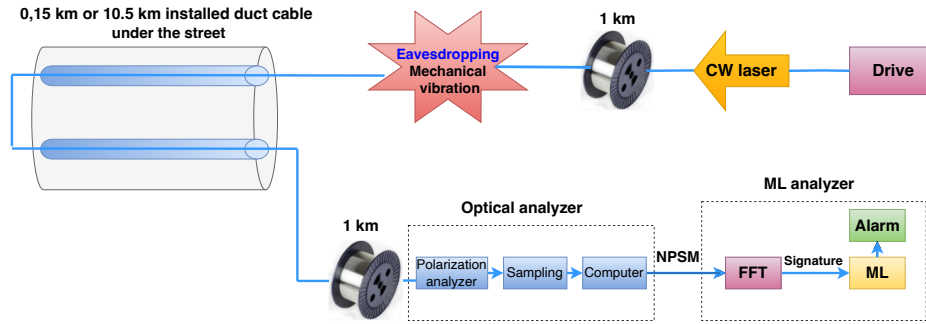 0,15 km or 10.5 km installed duct cable
under the street
1 km
Eavesdropping
Mechanical
vibration
CW laser
Drive
1 km
Optical analyzer
ML analyzer
Polarization
analyzer
Sampling
Computer
NPSM
FFT
Signature
Alarm
ML